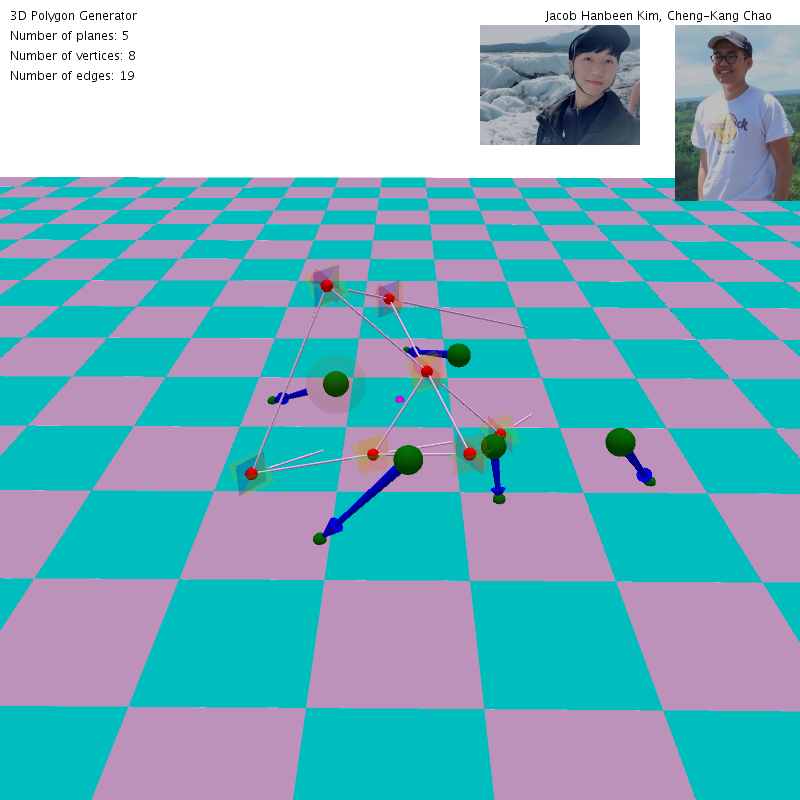 3D Polygon Generator
Jacob Hanbeen Kim, Cheng-Kang Chao
Number of planes: 5
Number of vertices: 8
Number of edges: 19